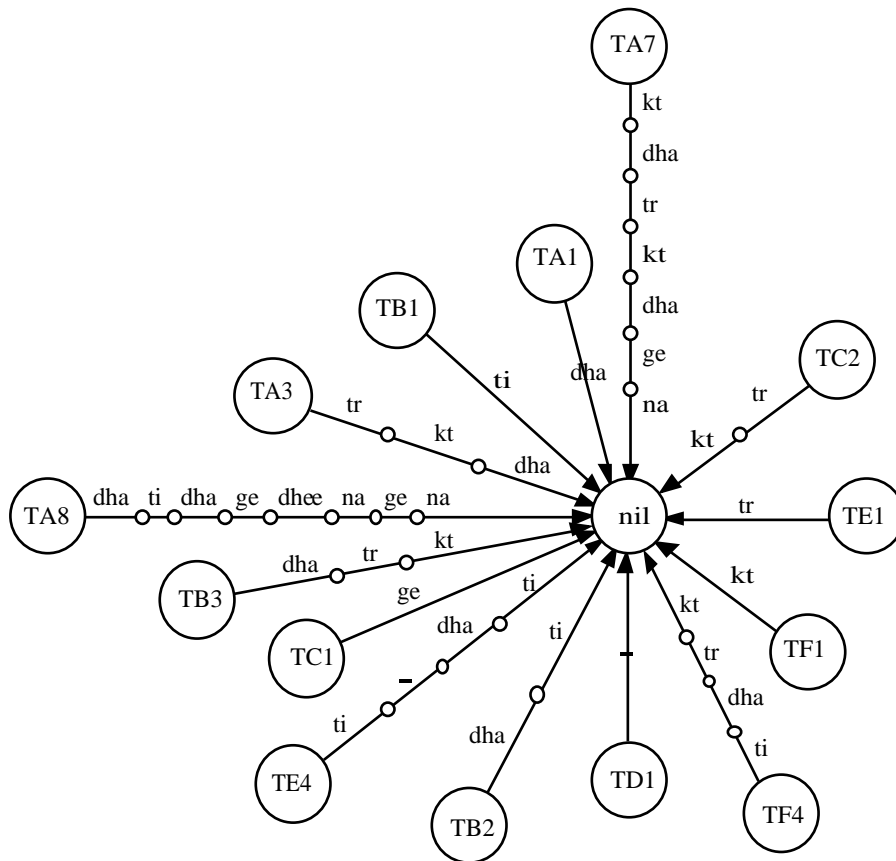 TA7
kt
dha
tr
kt
dha
ge
na
TA1
dha
TB1
ti
TC2
tr
kt
TA3
tr
kt
dha
TA8
dha ti dha ge dhee na ge na
nil
tr
TE1
TB3
dha
tr
kt
TC1
ge
kt
TF1
TE4
ti
-
dha
ti
TB2
dha
ti
TD1
-
kt
tr
dha
ti
TF4